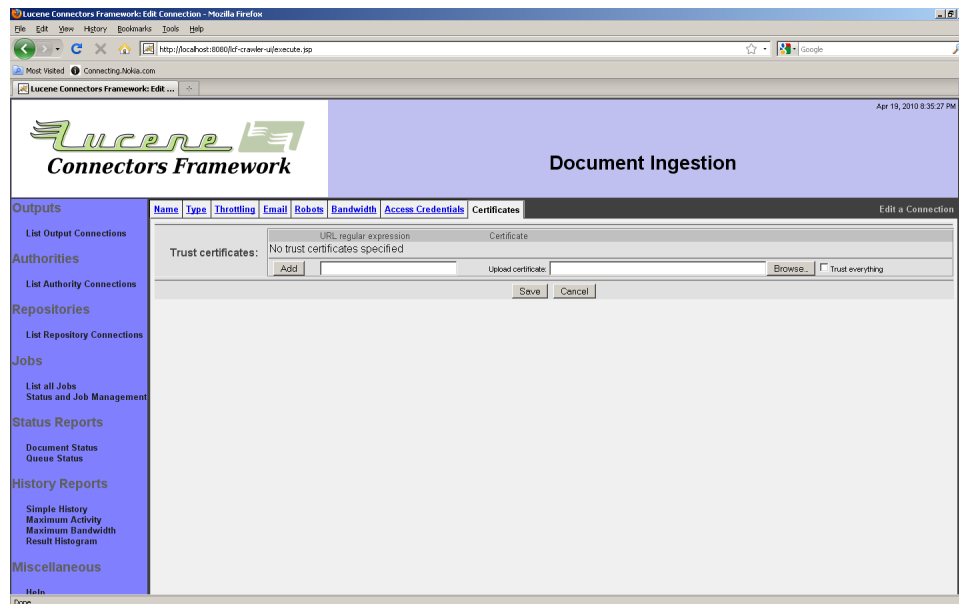 Lucene Connectors Framework: Edit Connection - Mozilla Firefox
File Edit View History Bookmarks Tools Help
http://localhost:8080/lcf-crawler-ui/execute.jsp
Google
Most Visited Connecting.Nokia.com
Lucene Connectors Framework: Edit ...
Apr 19, 2010 8:35:27 PM
Lucene
Connectors Framework
Document Ingestion
Outputs
Name Type Throttling Email Robots Bandwidth Access Credentials Certificates Edit a Connection
List Output Connections
Authorities
List Authority Connections
Repositories
List Repository Connections
Jobs
List all Jobs
Status and Job Management
Status Reports
Document Status
Queue Status
History Reports
Simple History
Maximum Activity
Maximum Bandwidth
Result Histogram
Miscellaneous
Help
Trust certificates:
URL regular expression Certificate
No trust certificates specified
Add Upload certificate: Browse... Trust everything
Save Cancel
Done